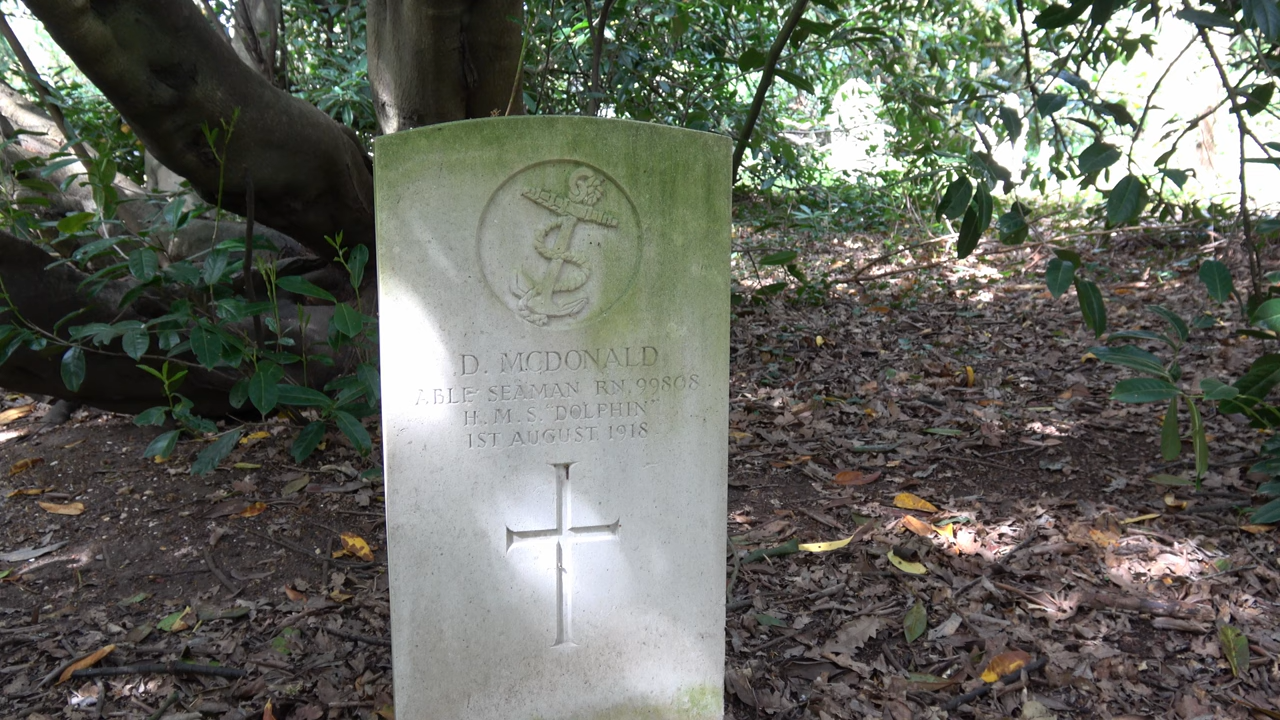 D. MCDONALD
ABLE SEAMAN RN. 99808
H.M.S. "DOLPHIN"
1ST AUGUST 1918